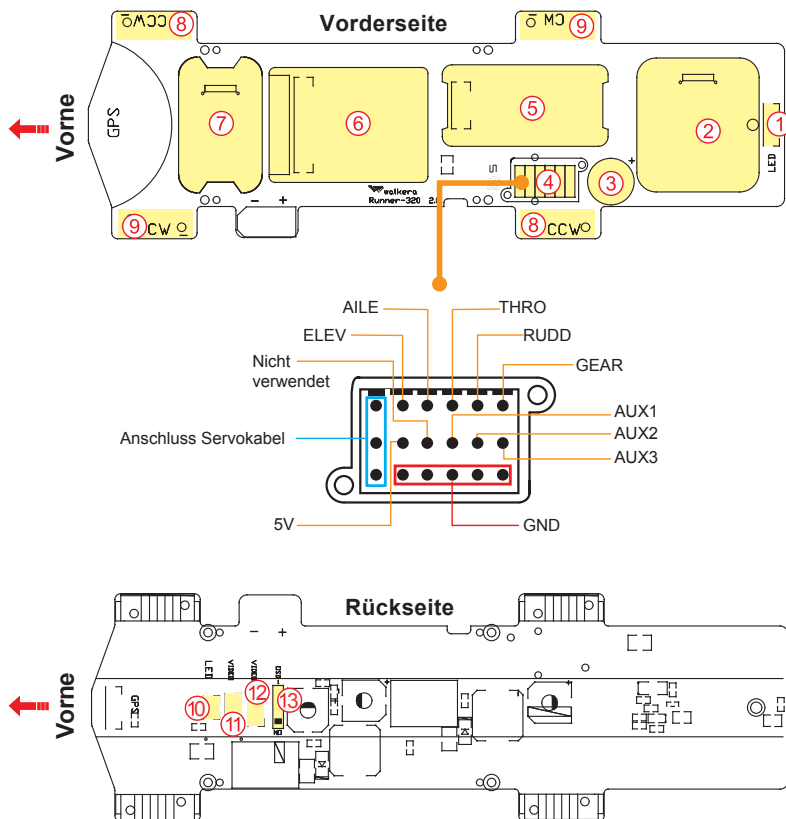 Vorderseite
CCW
8
CW
9
Vorne
GPS
7
6
5
2
1
LED
4
3
+
walkera
Runner-320
- +
9
CW
8
CCW
AILE
THRO
ELEV
RUDD
Nicht
verwendet
GEAR
AUX1
Anschluss Servokabel
AUX2
AUX3
5V
GND
Rückseite
- +
LED
VIDEO
VIDEO
OSD
Vorne
GPS
10
11
12
13
ON